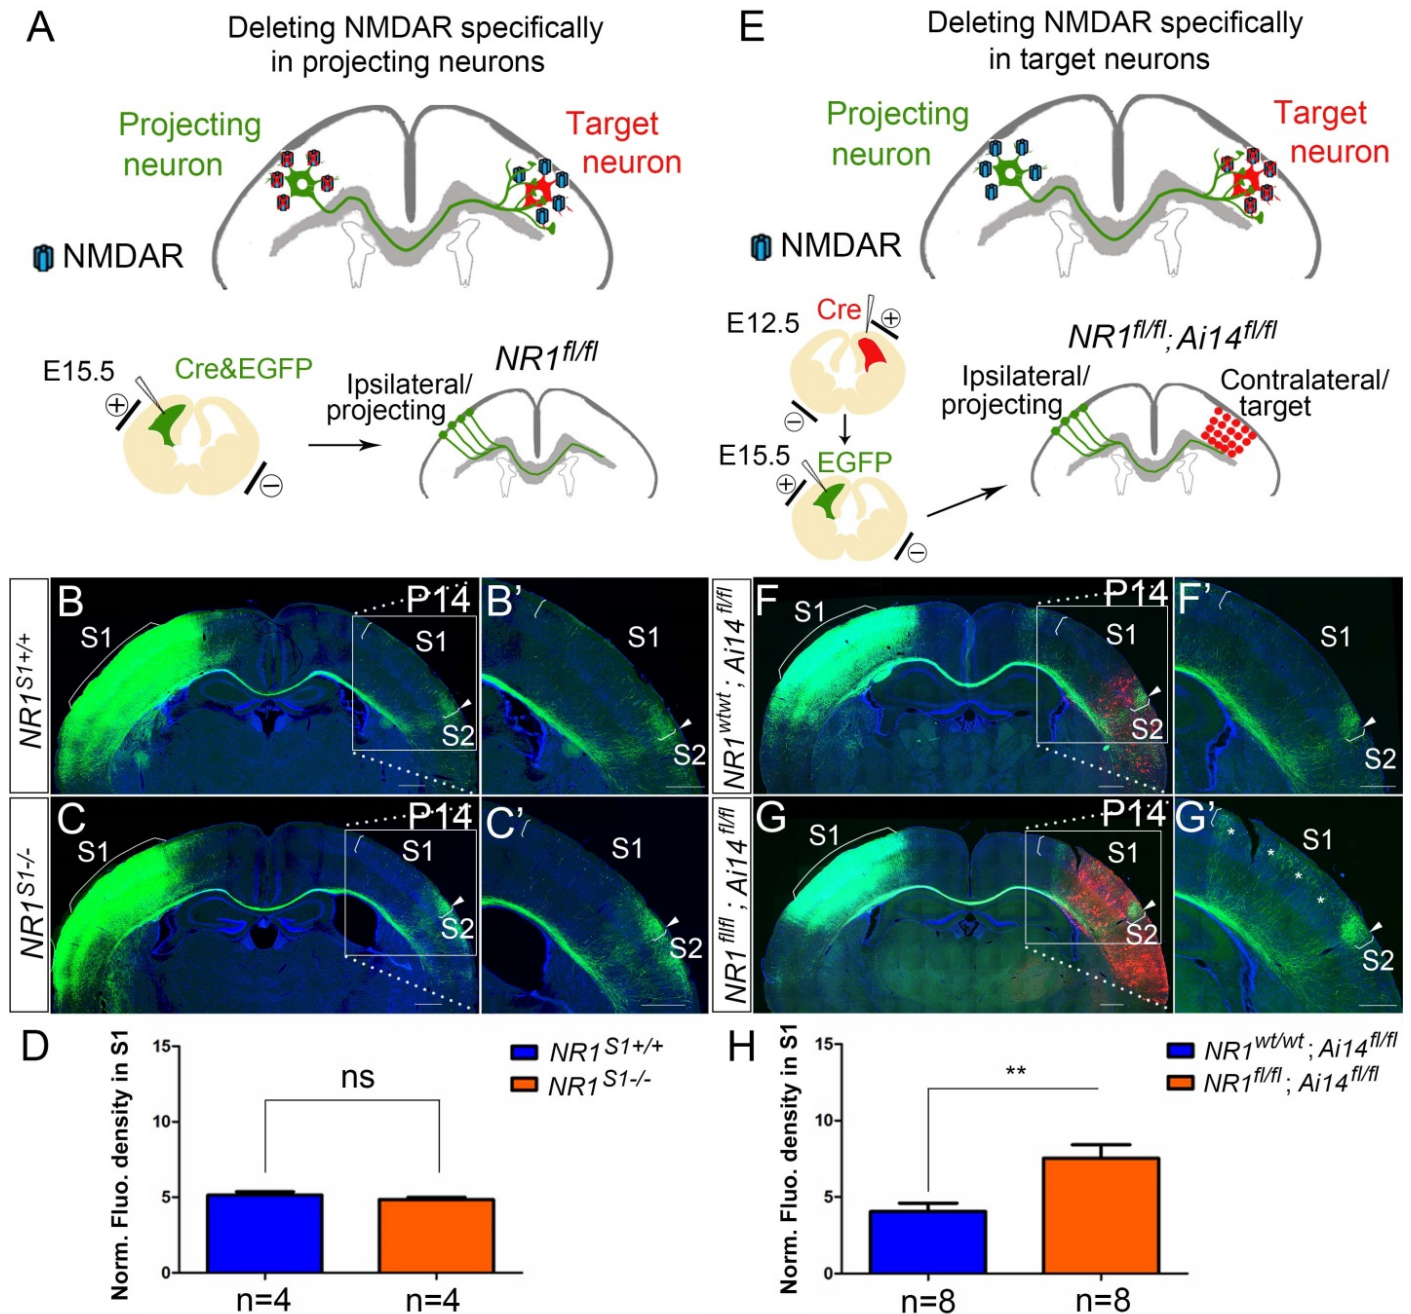 A
Deleting NMDAR specifically
in projecting neurons
Projecting
neuron
Target
neuron
NMDAR
E15.5
Cre&EGFP
+
−
Ipsilateral/
projecting
NR1fl/fl
E
Deleting NMDAR specifically
in target neurons
Projecting
neuron
Target
neuron
NMDAR
E12.5
Cre
+
−
E15.5
EGFP
+
−
NR1fl/fl; Ai14fl/fl
Ipsilateral/
projecting
Contralateral/
target
NR1S1+/+
B
S1
P14
S1
S2
B'
S1
S2
NR1S1-/-
C
S1
P14
S1
S2
C'
S1
S2
NR1wtwt; Ai14fl/fl
F
S1
P14
S1
S2
F'
S1
S2
NR1fl/fl; Ai14fl/fl
G
S1
P14
S1
S2
G'
S1
* * * *
S2
D
Norm. Fluo. density in S1
15
10
5
0
ns
NR1S1+/+
NR1S1-/-
n=4
n=4
H
Norm. Fluo. density in S1
15
10
5
0
**
NR1wt/wt; Ai14fl/fl
NR1fl/fl; Ai14fl/fl
n=8
n=8